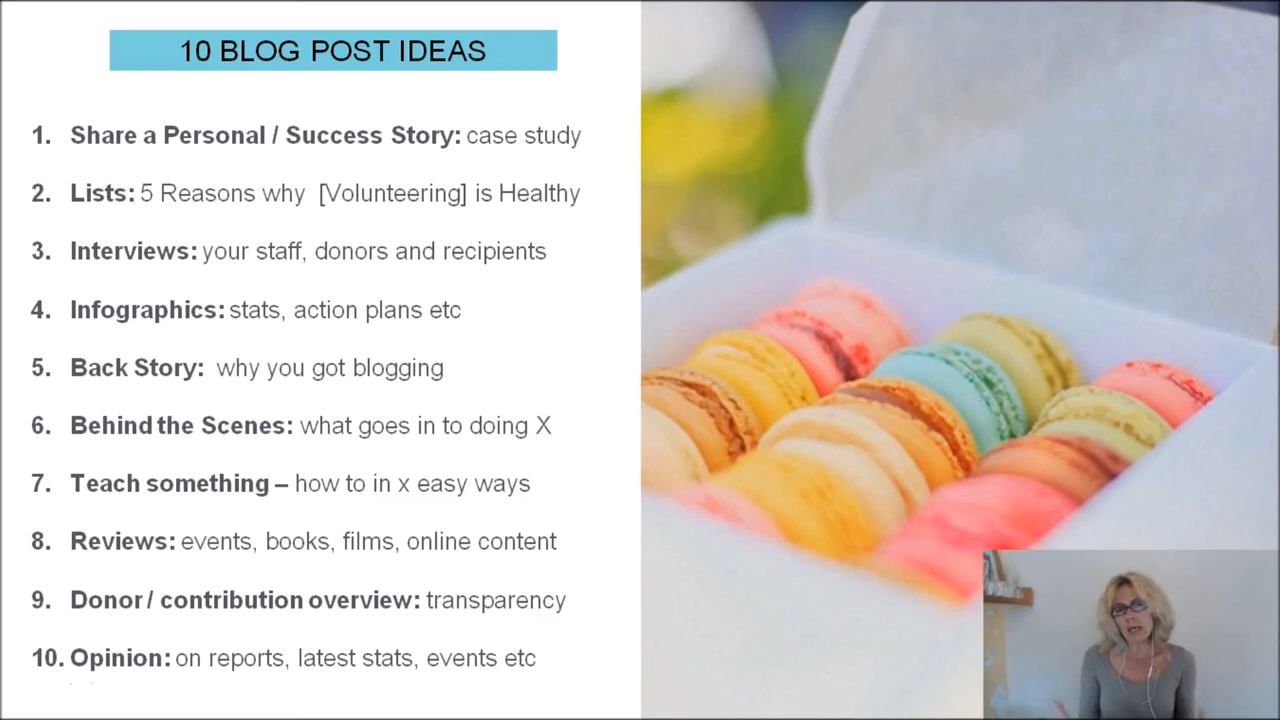 10 BLOG POST IDEAS
1. Share a Personal / Success Story: case study
2. Lists: 5 Reasons why [Volunteering] is Healthy
3. Interviews: your staff, donors and recipients
4. Infographics: stats, action plans etc
5. Back Story: why you got blogging
6. Behind the Scenes: what goes in to doing X
7. Teach something – how to in x easy ways
8. Reviews: events, books, films, online content
9. Donor / contribution overview: transparency
10. Opinion: on reports, latest stats, events etc